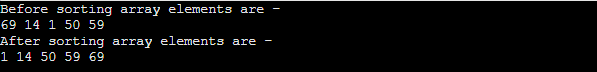 Before sorting array elements are -
69 14 1 50 59
After sorting array elements are -
1 14 50 59 69